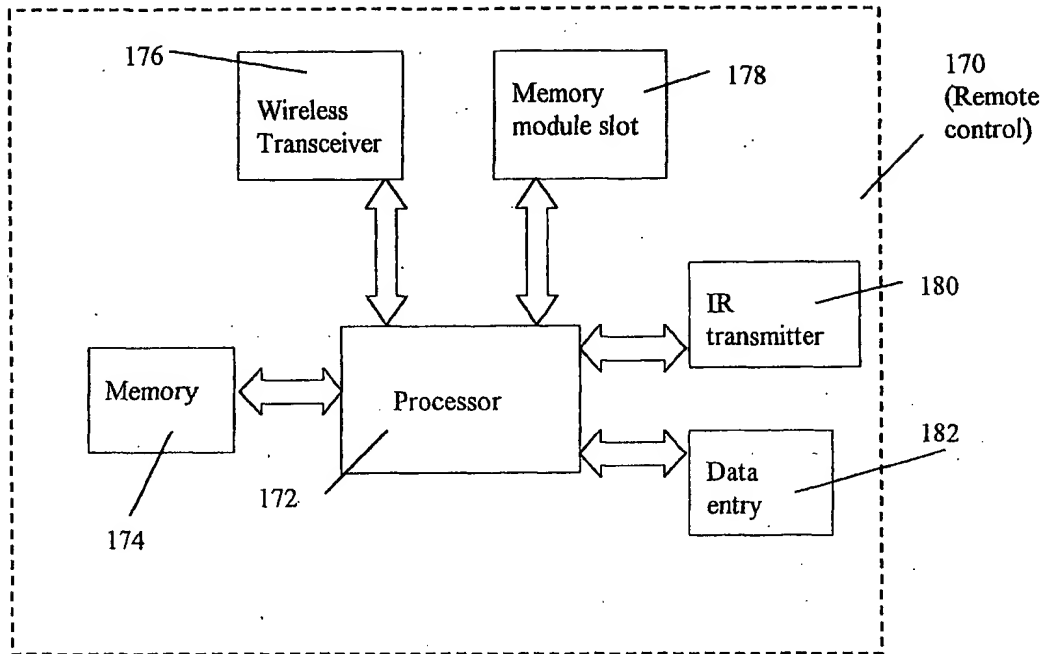 176
Wireless
Transceiver
Memory
module slot
178
170
(Remote
control)
IR
transmitter
180
Memory
174
Processor
172
Data
entry
182